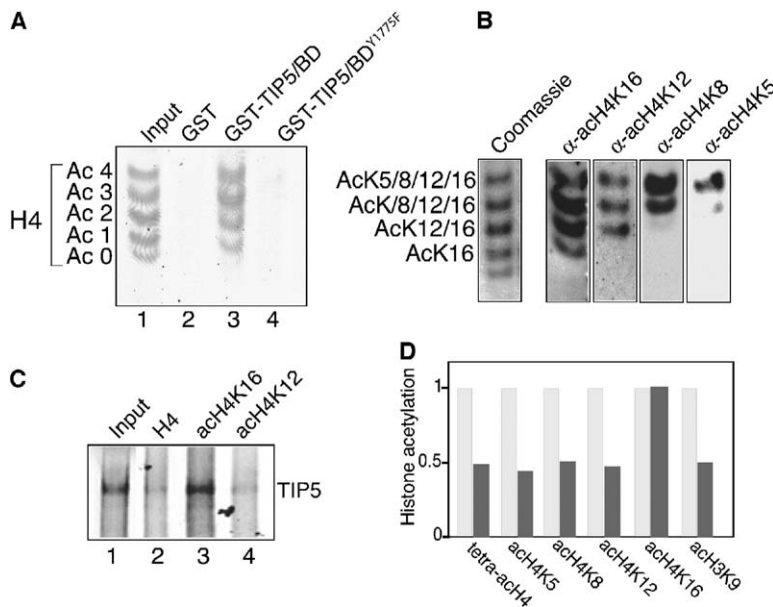 A
Input
GST
GST-TIP5/BD
GST-TIP5/BD^Y1775F
H4
Ac 4
Ac 3
Ac 2
Ac 1
Ac 0
1 2 3 4
B
Coomassie
α-acH4K16
α-acH4K12
α-acH4K8
α-acH4K5
AcK5/8/12/16
AcK/8/12/16
AcK12/16
AcK16
C
Input
H4
acH4K16
acH4K12
TIP5
1 2 3 4
D
Histone acetylation
1
0.5
0
tetra-acH4
acH4K5
acH4K8
acH4K12
acH4K16
acH3K9